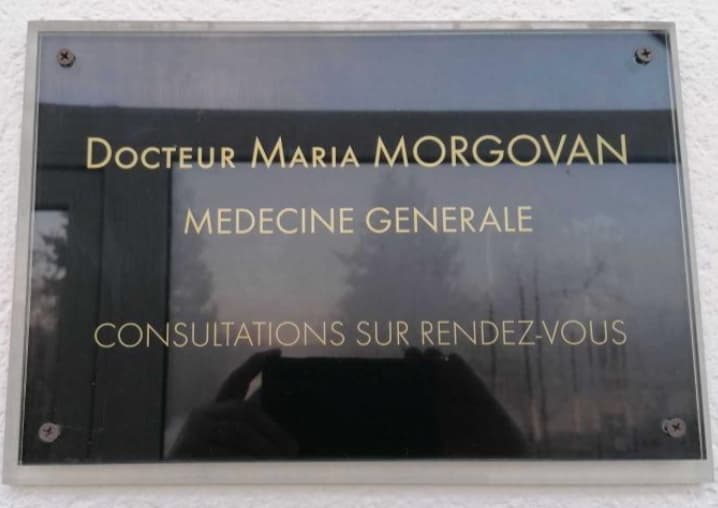 Docteur Maria MORGOVAN
MEDECINE GENERALE
CONSULTATIONS SUR RENDEZ-VOUS